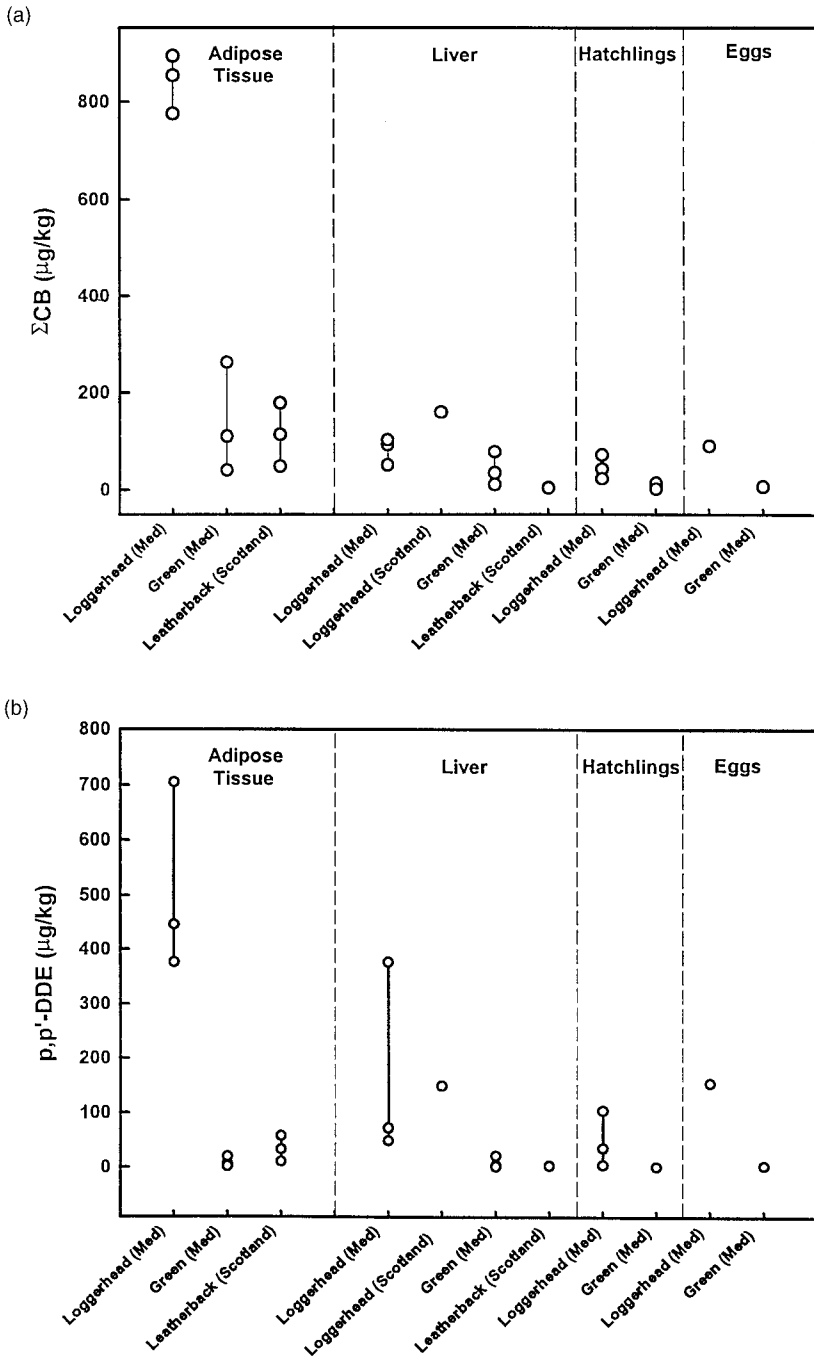 (a)
Adipose
Tissue
Liver
Hatchlings
Eggs
800
600
400
200
0
ΣCB (µg/kg)
Loggerhead (Med)
Green (Med)
Leatherback (Scotland)
Loggerhead (Med)
Loggerhead (Scotland)
Green (Med)
Leatherback (Scotland)
Loggerhead (Med)
Green (Med)
Loggerhead (Med)
Green (Med)
(b)
Adipose
Tissue
Liver
Hatchlings
Eggs
800
700
600
500
400
300
200
100
0
p,p'-DDE (µg/kg)
Loggerhead (Med)
Green (Med)
Leatherback (Scotland)
Loggerhead (Med)
Loggerhead (Scotland)
Green (Med)
Leatherback (Scotland)
Loggerhead (Med)
Green (Med)
Loggerhead (Med)
Green (Med)